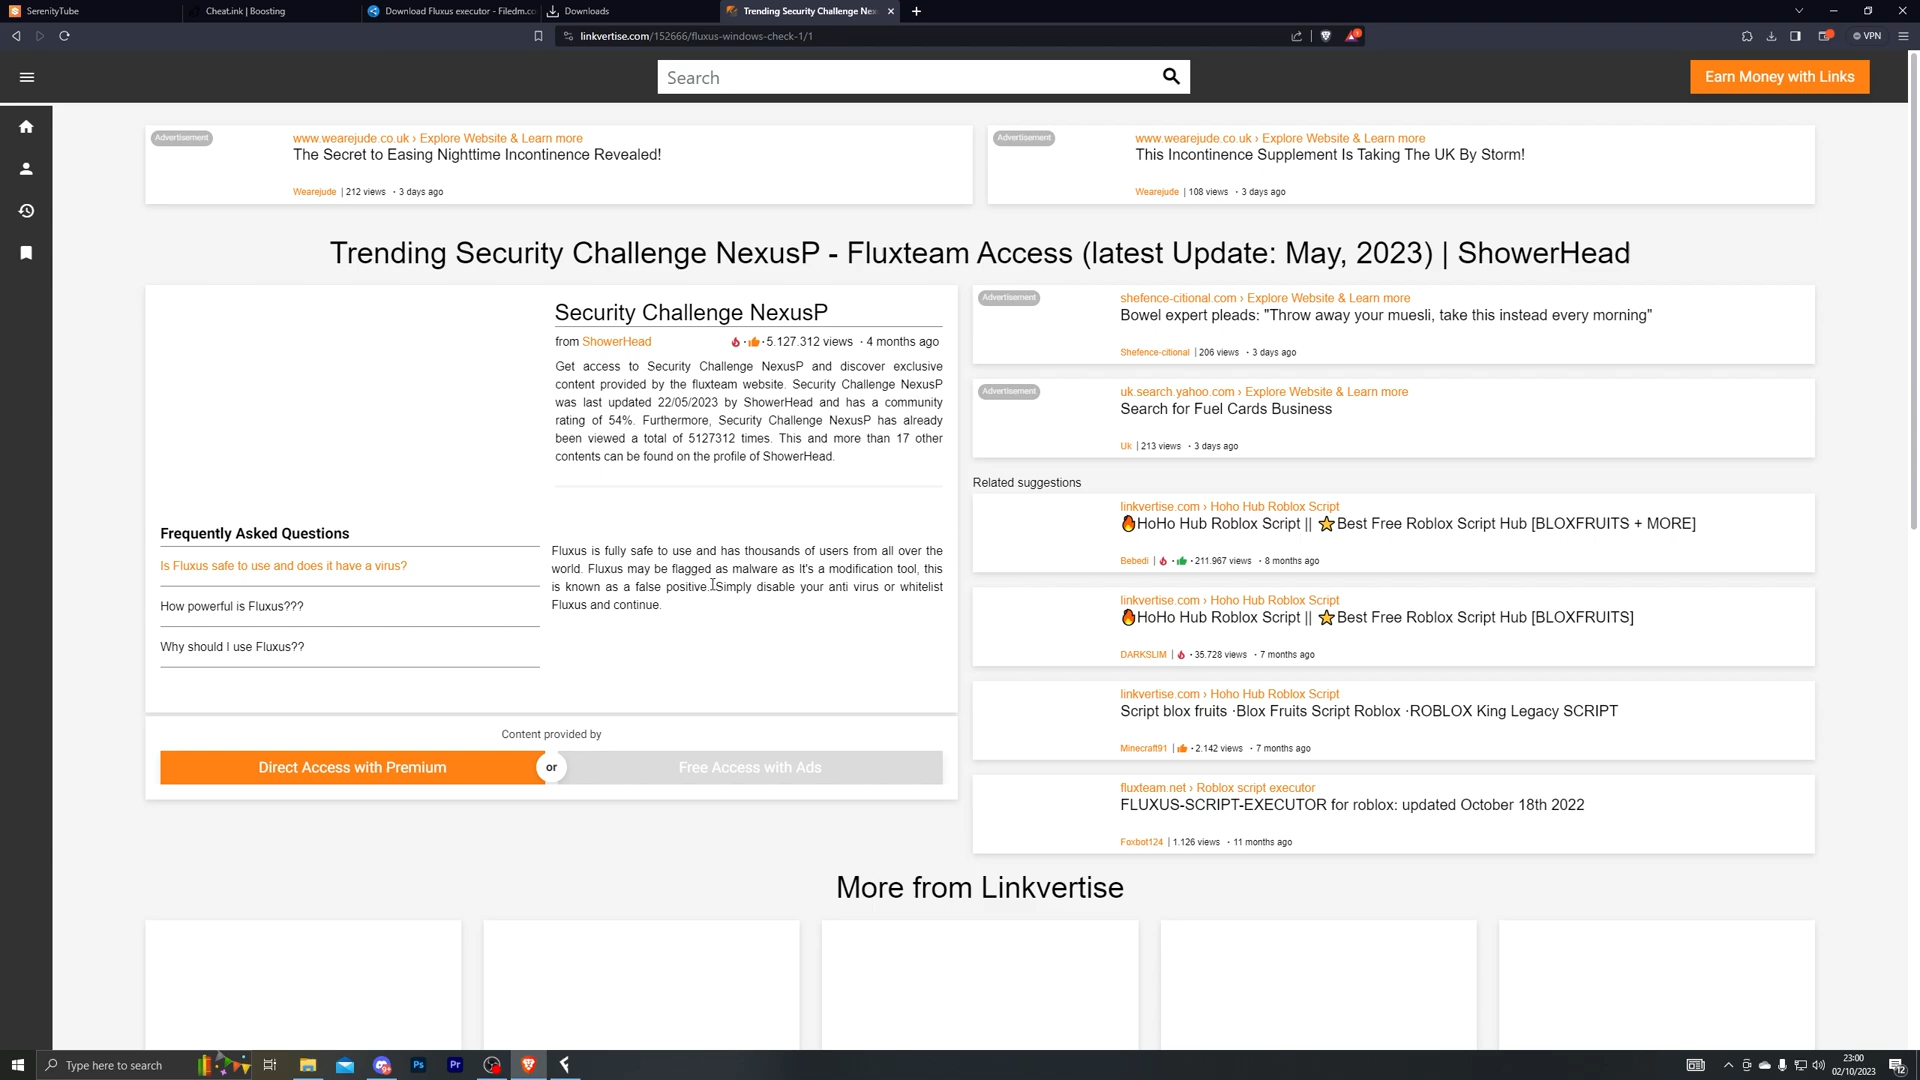 SerenityTube
Cheat.ink | Boosting
Download Fluxus executor - Filedm.co
Downloads
Trending Security Challenge Nex
linkvertise.com/152666/fluxus-windows-check-1/1
VPN
Search
Earn Money with Links
Advertisement
www.wearejude.co.uk › Explore Website & Learn more
The Secret to Easing Nighttime Incontinence Revealed!
Wearejude | 212 views • 3 days ago
Advertisement
www.wearejude.co.uk › Explore Website & Learn more
This Incontinence Supplement Is Taking The UK By Storm!
Wearejude | 108 views • 3 days ago
Trending Security Challenge NexusP - Fluxteam Access (latest Update: May, 2023) | ShowerHead
Security Challenge NexusP
from ShowerHead
5.127.312 views • 4 months ago
Get access to Security Challenge NexusP and discover exclusive
content provided by the fluxteam website. Security Challenge NexusP
was last updated 22/05/2023 by ShowerHead and has a community
rating of 54%. Furthermore, Security Challenge NexusP has already
been viewed a total of 5127312 times. This and more than 17 other
contents can be found on the profile of ShowerHead.
Frequently Asked Questions
Is Fluxus safe to use and does it have a virus?
How powerful is Fluxus???
Why should I use Fluxus??
Fluxus is fully safe to use and has thousands of users from all over the
world. Fluxus may be flagged as malware as It's a modification tool, this
is known as a false positive. Simply disable your anti virus or whitelist
Fluxus and continue.
Content provided by
Direct Access with Premium
or
Free Access with Ads
Advertisement
shefence-citional.com › Explore Website & Learn more
Bowel expert pleads: "Throw away your muesli, take this instead every morning"
Shefence-citional | 206 views • 3 days ago
Advertisement
uk.search.yahoo.com › Explore Website & Learn more
Search for Fuel Cards Business
Uk | 213 views • 3 days ago
Related suggestions
linkvertise.com › Hoho Hub Roblox Script
🔥HoHo Hub Roblox Script || ⭐Best Free Roblox Script Hub [BLOXFRUITS + MORE]
Bebedi | 211.967 views • 8 months ago
linkvertise.com › Hoho Hub Roblox Script
🔥HoHo Hub Roblox Script || ⭐Best Free Roblox Script Hub [BLOXFRUITS]
DARKSLIM | 35.728 views • 7 months ago
linkvertise.com › Hoho Hub Roblox Script
Script blox fruits ·Blox Fruits Script Roblox ·ROBLOX King Legacy SCRIPT
Minecraft91 | 2.142 views • 7 months ago
fluxteam.net › Roblox script executor
FLUXUS-SCRIPT-EXECUTOR for roblox: updated October 18th 2022
Foxbot124 | 1.126 views • 11 months ago
More from Linkvertise
Type here to search
Ps
Pr
23:00
02/10/2023
12